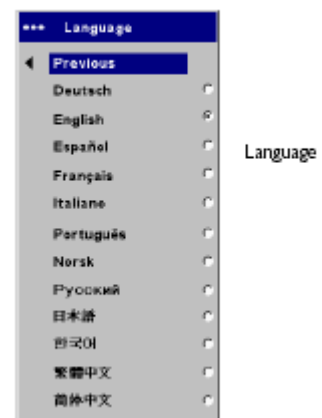 ••• Language
Previous
Deutsch
English
Español
Français
Italiano
Português
Norsk
Русский
日本語
한국어
繁體中文
简体中文
Language